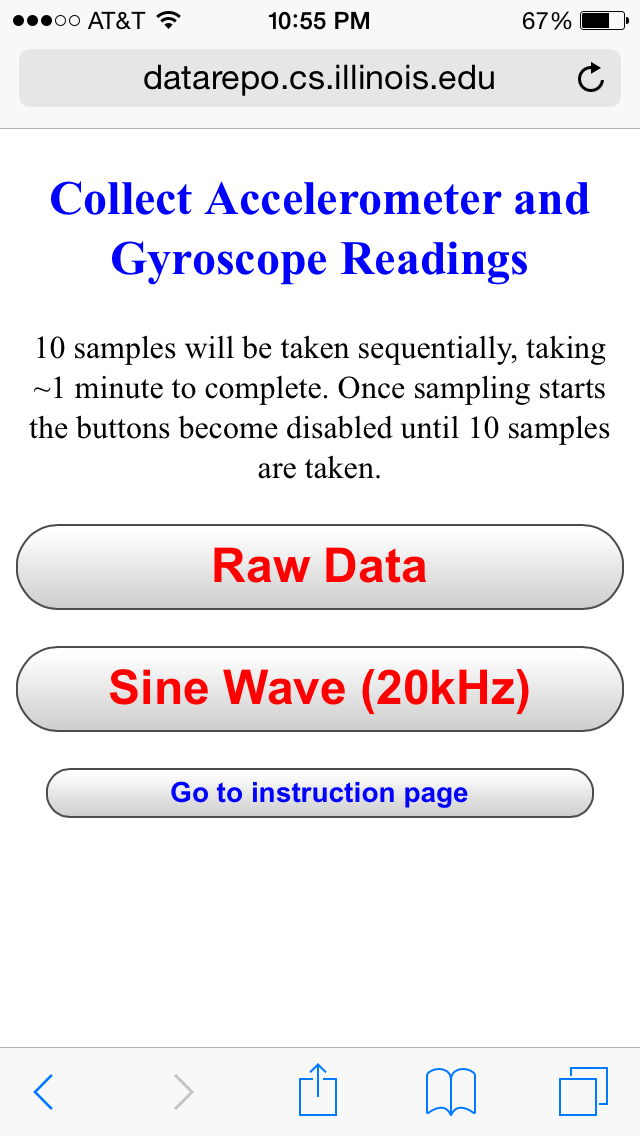 AT&T 10:55 PM 67%
datarepo.cs.illinois.edu
Collect Accelerometer and
Gyroscope Readings
10 samples will be taken sequentially, taking
~1 minute to complete. Once sampling starts
the buttons become disabled until 10 samples
are taken.
Raw Data
Sine Wave (20kHz)
Go to instruction page